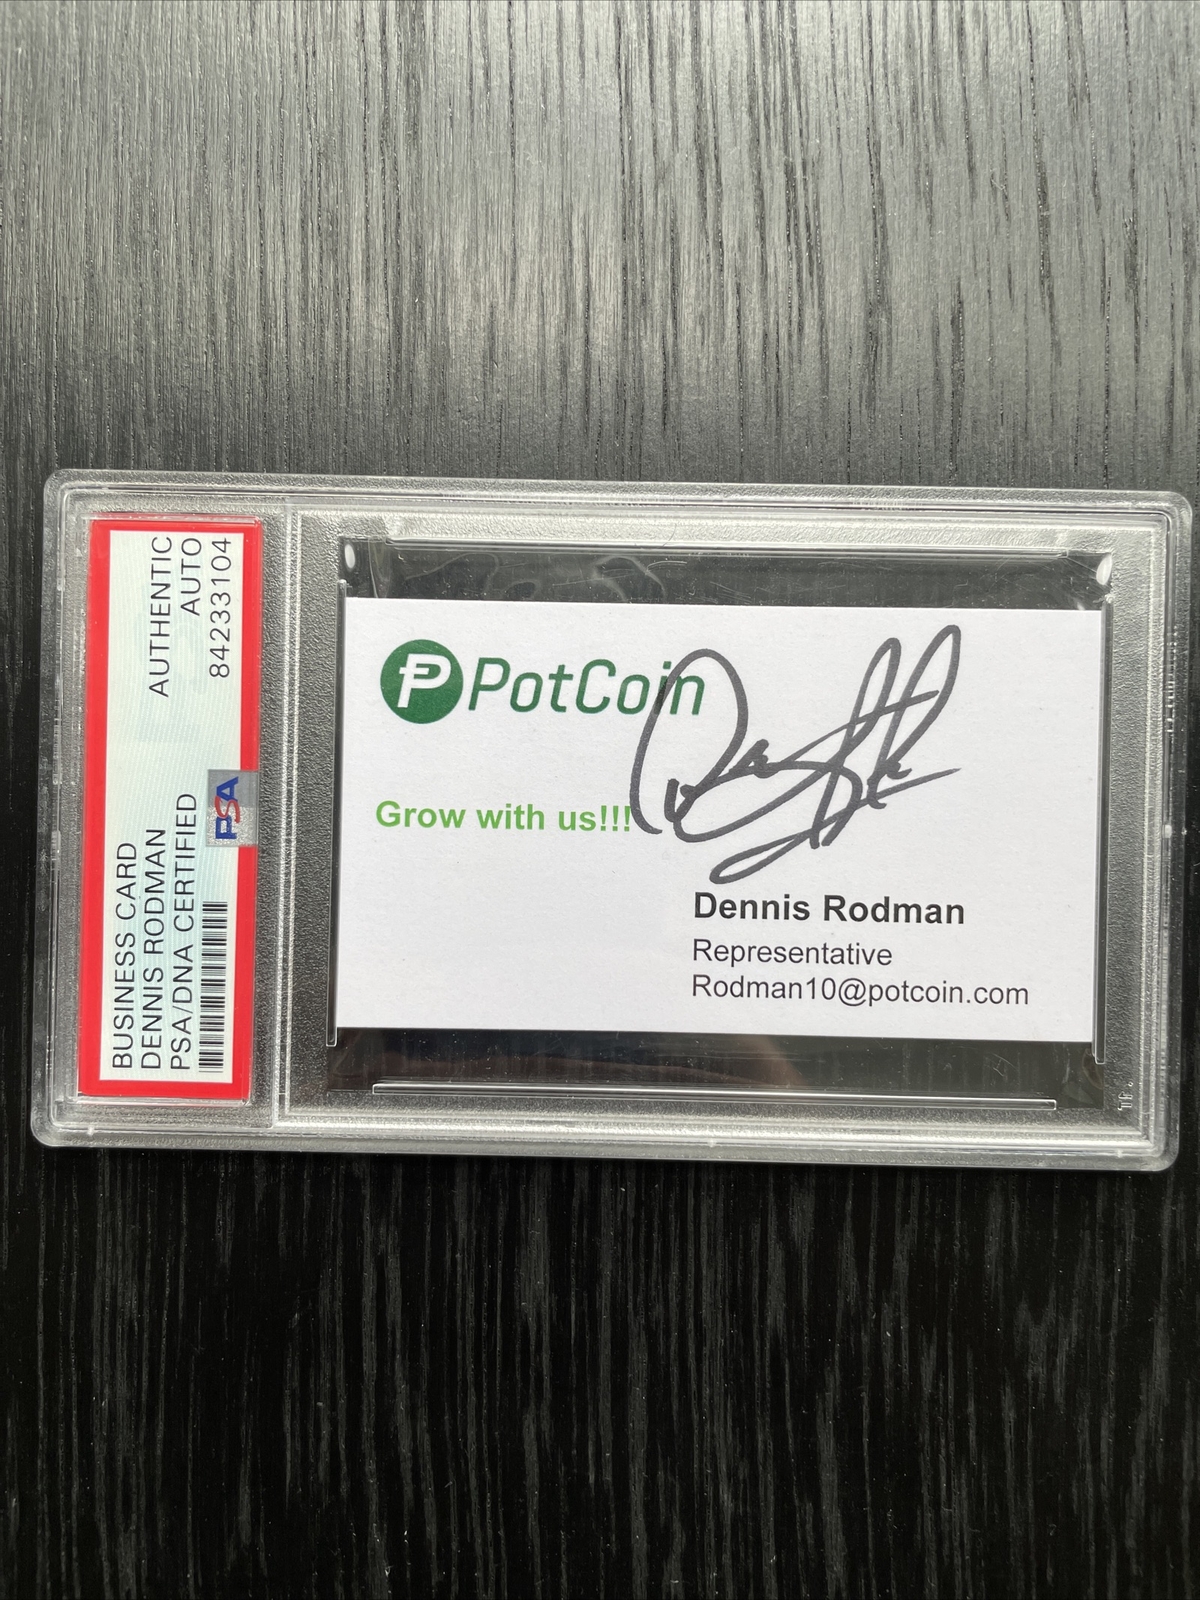 BUSINESS CARD
DENNIS RODMAN
PSA/DNA CERTIFIED
AUTHENTIC
AUTO
84233104
PSA
PotCoin
Grow with us!!!
Dennis Rodman
Representative
Rodman10@potcoin.com